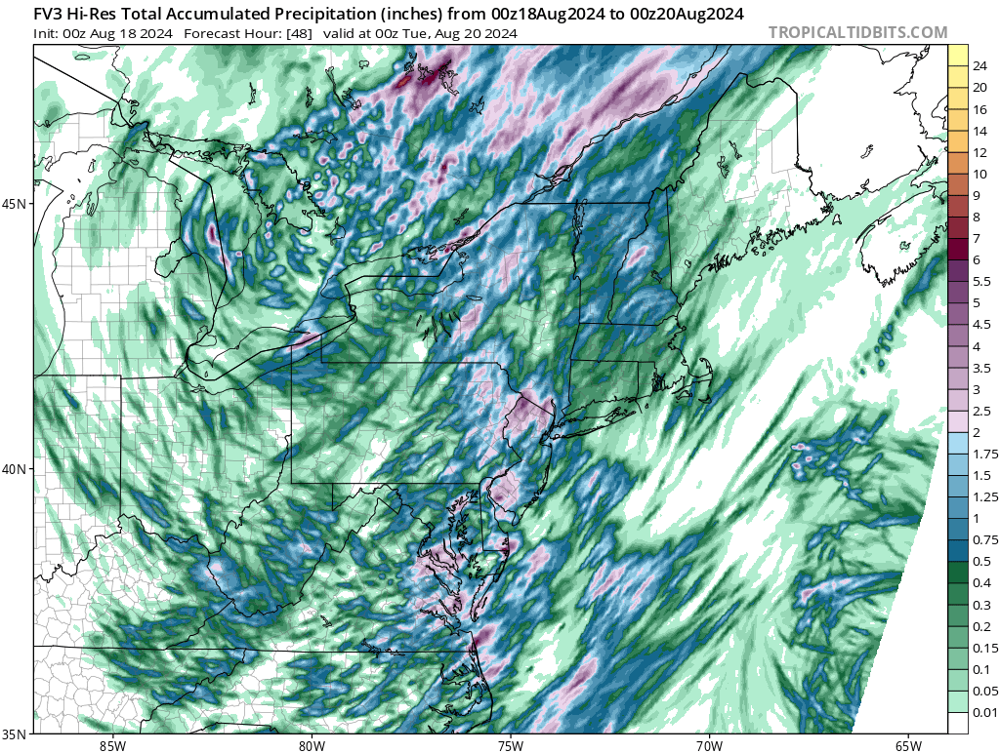 FV3 Hi-Res Total Accumulated Precipitation (inches) from 00z18Aug2024 to 00z20Aug2024
Init: 00z Aug 18 2024 Forecast Hour: [48] valid at 00z Tue, Aug 20 2024
TROPICALTIDBITS.COM
24
20
16
14
12
10
9
8
7
6
5.5
5
4.5
4
3.5
3
2.5
2
1.75
1.5
1.25
1
0.75
0.5
0.4
0.3
0.2
0.15
0.1
0.05
0.01
45N
40N
35N
85W
80W
75W
70W
65W